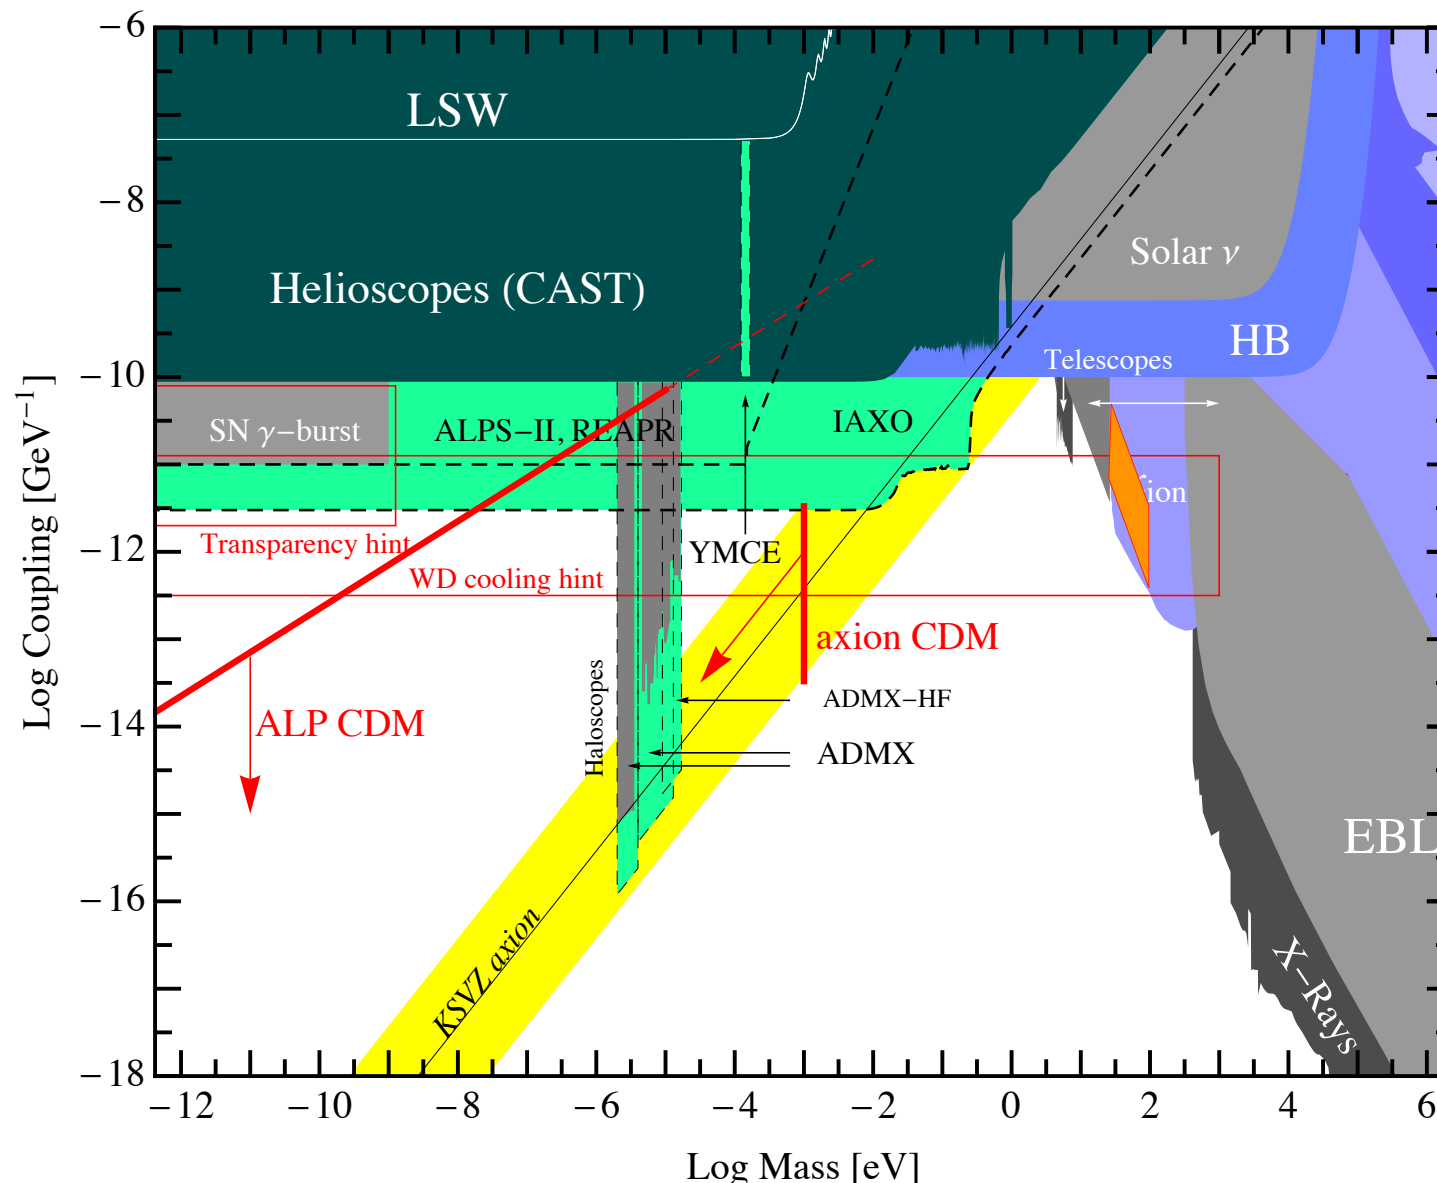 −6
LSW
−8
Solar ν
Helioscopes (CAST)
HB
Telescopes
−10
SN γ−burst
ALPS−II, REAPR
IAXO
ion
Transparency hint
YMCE
−12
WD cooling hint
axion CDM
Haloscopes
ADMX−HF
−14
ALP CDM
ADMX
EBL
−16
KSVZ axion
X−Rays
−18
Log Coupling [GeV⁻¹]
−12 −10 −8 −6 −4 −2 0 2 4 6
Log Mass [eV]